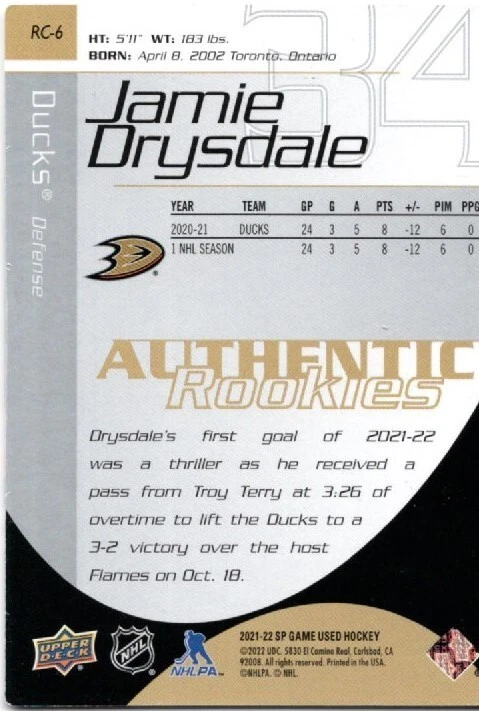 RC-6
HT: 5'11" WT: 183 lbs.
BORN: April 8, 2002 Toronto, Ontario
34
Jamie
Drysdale
Ducks® Defense
YEAR TEAM GP G A PTS +/- PIM PPG
2020-21 DUCKS 24 3 5 8 -12 6 0
1 NHL SEASON 24 3 5 8 -12 6 0
AUTHENTIC
Rookies
Drysdale's first goal of 2021-22
was a thriller as he received a
pass from Troy Terry at 3:26 of
overtime to lift the Ducks to a
3-2 victory over the host
Flames on Oct. 18.
UPPER
DECK
NHL
NHLPA
2021-22 SP GAME USED HOCKEY
©2022 UDC. 5830 El Camino Real, Carlsbad, CA
92008. All rights reserved. Printed in the USA.
©NHLPA. © NHL.